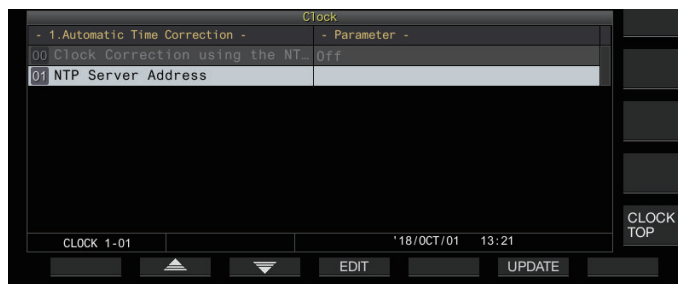 Clock
- 1.Automatic Time Correction - - Parameter -
00 Clock Correction using the NT… Off
01 NTP Server Address
CLOCK TOP
CLOCK 1-01 '18/OCT/01 13:21
EDIT UPDATE